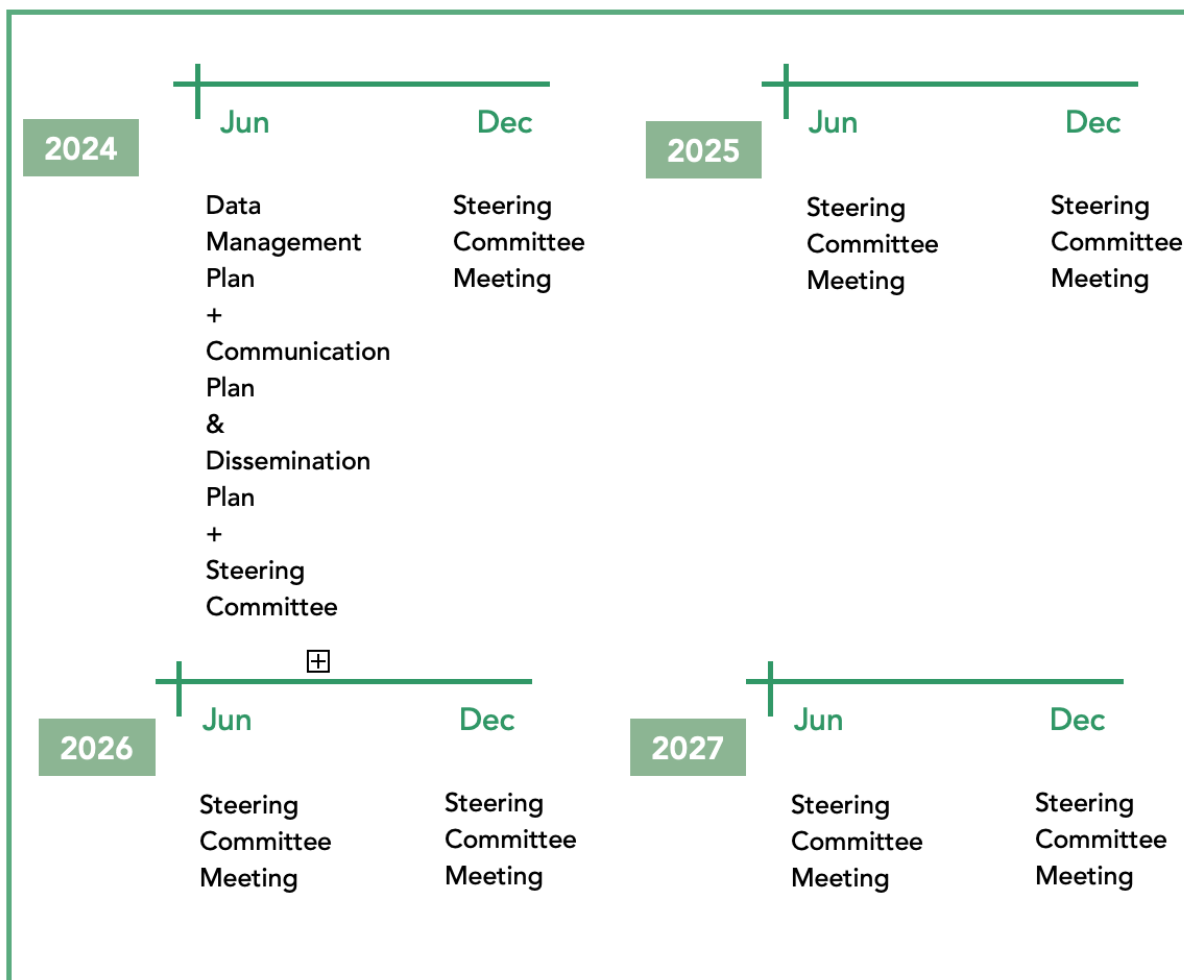 2024
Jun
Dec
Data
Management
Plan
+
Communication
Plan
&
Dissemination
Plan
+
Steering
Committee
Steering
Committee
Meeting
2025
Jun
Dec
Steering
Committee
Meeting
Steering
Committee
Meeting
2026
Jun
Dec
Steering
Committee
Meeting
Steering
Committee
Meeting
2027
Jun
Dec
Steering
Committee
Meeting
Steering
Committee
Meeting